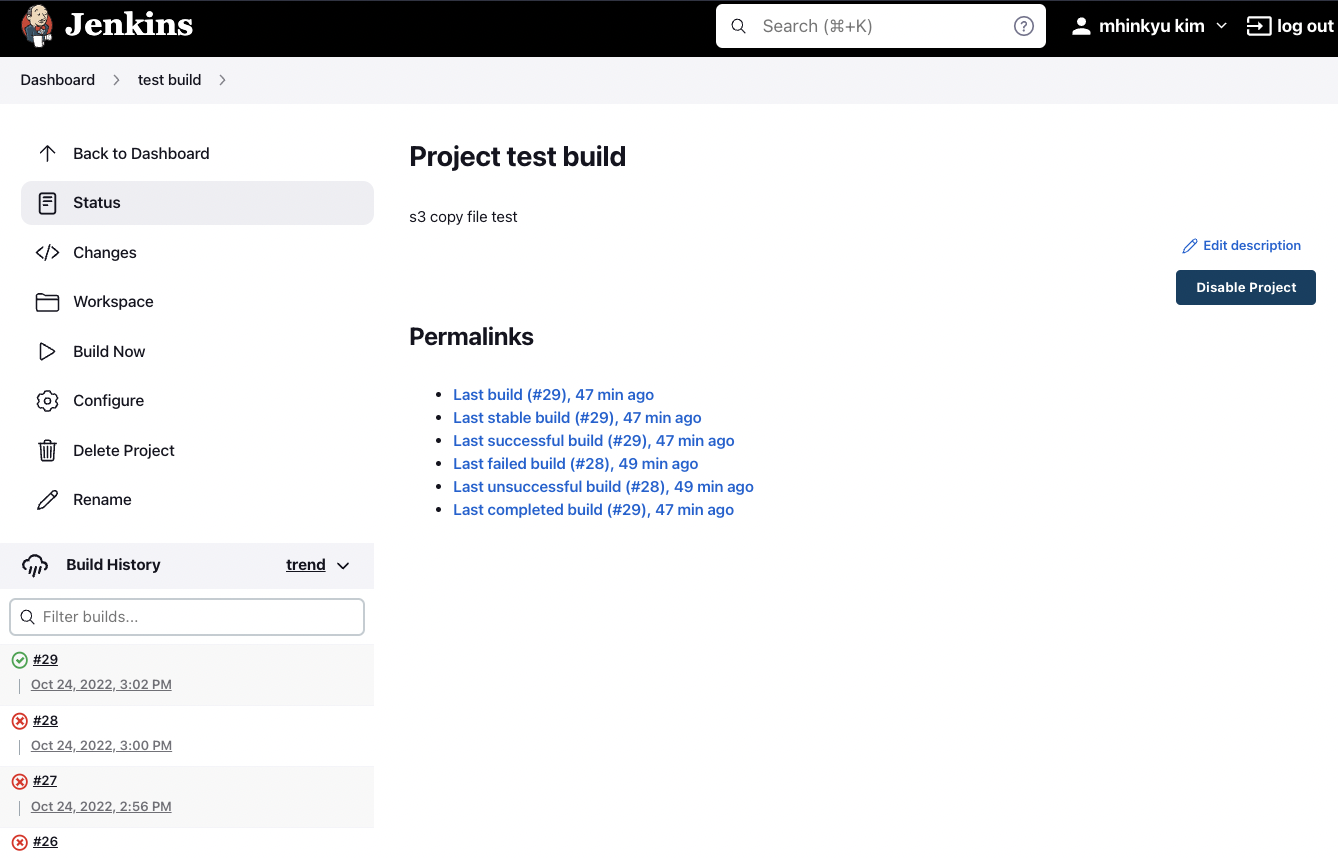 Jenkins
Search (⌘+K)
mhinkyu kim
log out
Dashboard
test build
Back to Dashboard
Status
Changes
Workspace
Build Now
Configure
Delete Project
Rename
Build History
trend
Filter builds...
#29
Oct 24, 2022, 3:02 PM
#28
Oct 24, 2022, 3:00 PM
#27
Oct 24, 2022, 2:56 PM
#26
Project test build
s3 copy file test
Edit description
Disable Project
Permalinks
Last build (#29), 47 min ago
Last stable build (#29), 47 min ago
Last successful build (#29), 47 min ago
Last failed build (#28), 49 min ago
Last unsuccessful build (#28), 49 min ago
Last completed build (#29), 47 min ago